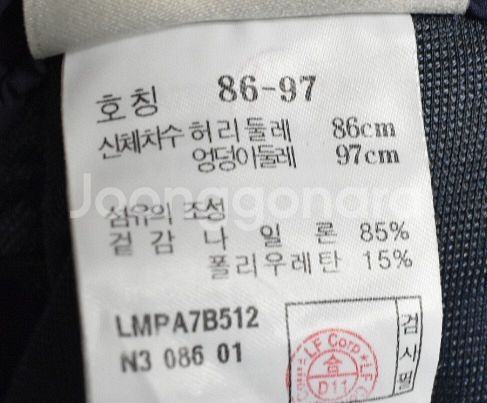 호칭 86-97
신체치수 허리둘레 86cm
엉덩이둘레 97cm
Joonggonara
섬유의 조성
겉감 나일론 85%
폴리우레탄 15%
LMPA7B512
N3 086 01
검사필
LF Corp ★ LF
合
D11